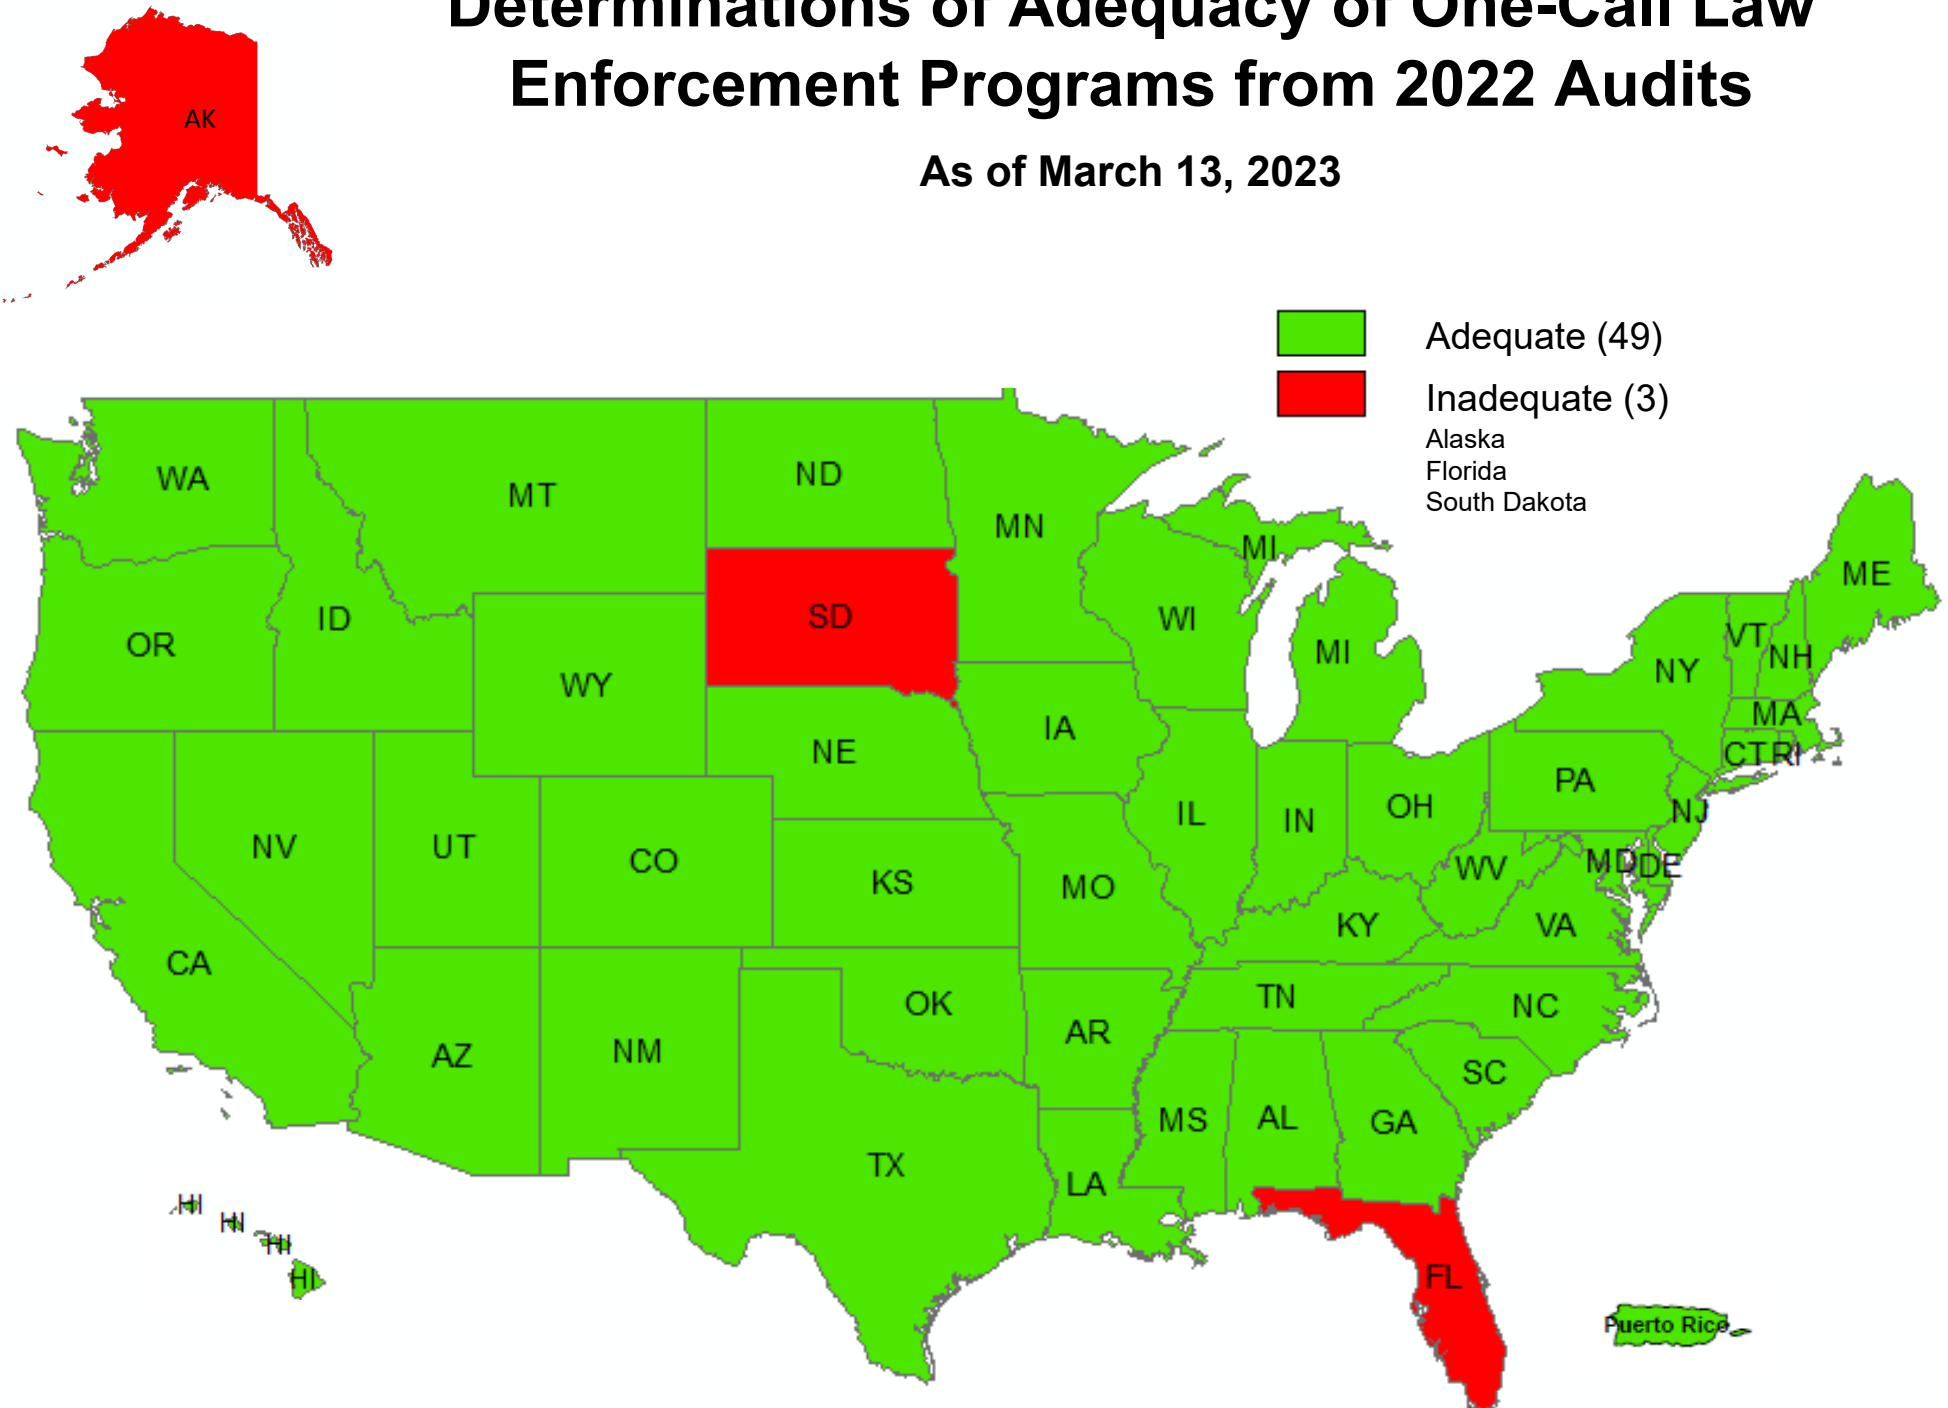 Determinations of Adequacy of One-Call Law
Enforcement Programs from 2022 Audits
As of March 13, 2023
AK
Adequate (49)
Inadequate (3)
Alaska
Florida
South Dakota
WA
MT
ND
MN
MI
ME
OR
ID
SD
WI
MI
VT
NH
NY
WY
MA
IA
NE
CT
RI
PA
NV
UT
CO
IL
IN
OH
NJ
KS
MO
WV
MD
DE
KY
VA
CA
TN
NC
OK
AR
AZ
NM
SC
MS
AL
GA
TX
LA
HI
HI
HI
HI
FL
Puerto Rico